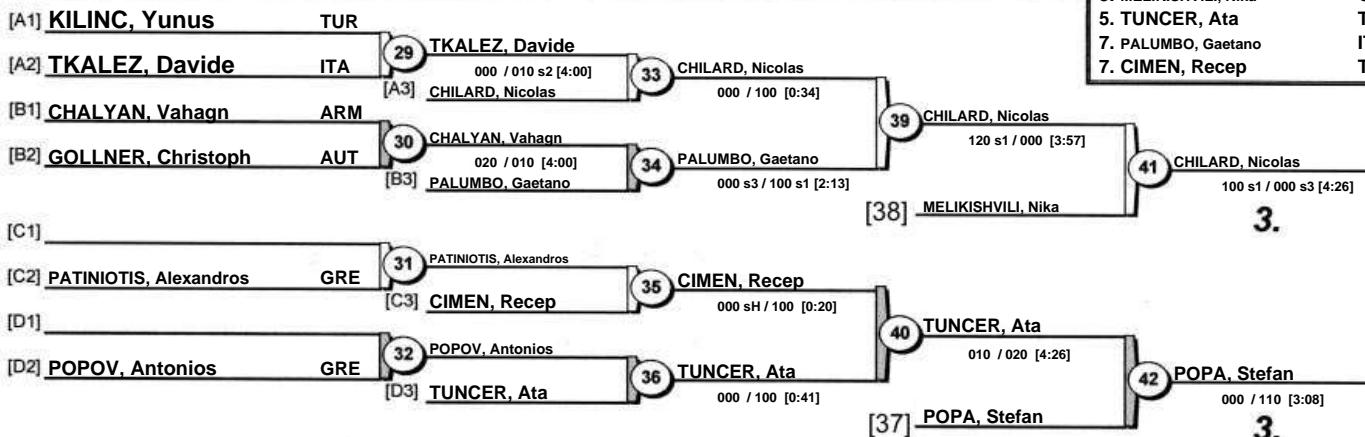 5. TUNCER, Ata T
7. PALUMBO, Gaetano IT
7. CIMEN, Recep T
[A1] KILINC, Yunus TUR
[A2] TKALEZ, Davide ITA
29 TKALEZ, Davide
000 / 010 s2 [4:00]
[A3] CHILARD, Nicolas
33 CHILARD, Nicolas
000 / 100 [0:34]
[B1] CHALYAN, Vahagn ARM
[B2] GOLLNER, Christoph AUT
30 CHALYAN, Vahagn
020 / 010 [4:00]
[B3] PALUMBO, Gaetano
34 PALUMBO, Gaetano
000 s3 / 100 s1 [2:13]
39 CHILARD, Nicolas
120 s1 / 000 [3:57]
[38] MELIKISHVILI, Nika
41 CHILARD, Nicolas
100 s1 / 000 s3 [4:26]
3.
[C1]
[C2] PATINIOTIS, Alexandros GRE
31 PATINIOTIS, Alexandros
[C3] CIMEN, Recep
35 CIMEN, Recep
000 sH / 100 [0:20]
[D1]
[D2] POPOV, Antonios GRE
32 POPOV, Antonios
[D3] TUNCER, Ata
36 TUNCER, Ata
000 / 100 [0:41]
40 TUNCER, Ata
010 / 020 [4:26]
[37] POPA, Stefan
42 POPA, Stefan
000 / 110 [3:08]
3.